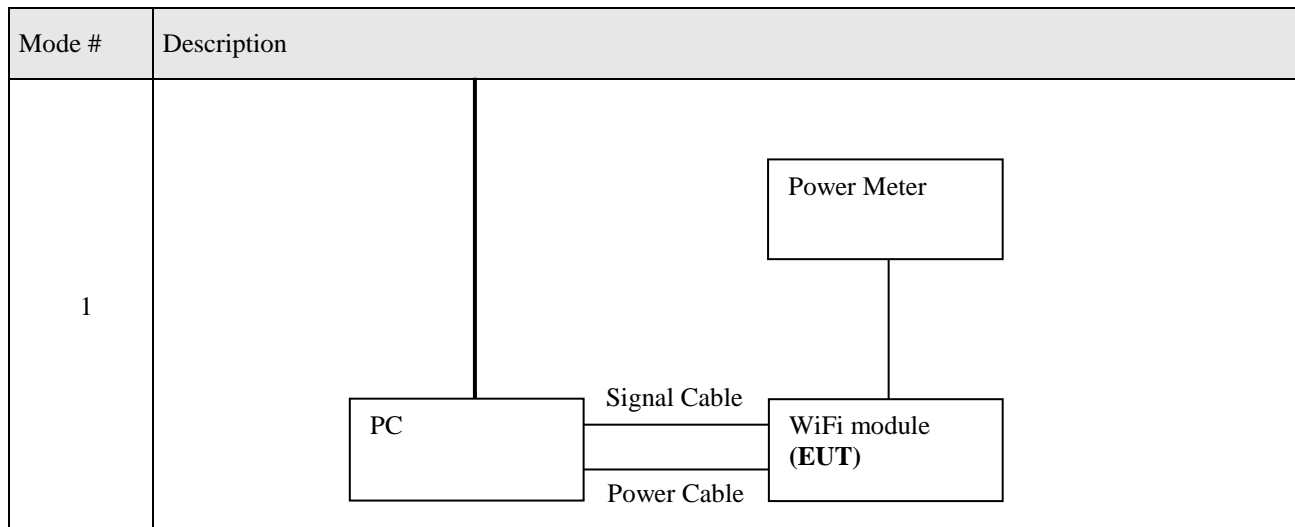 Mode #
Description
1
Power Meter
Signal Cable
PC
WiFi module
(EUT)
Power Cable